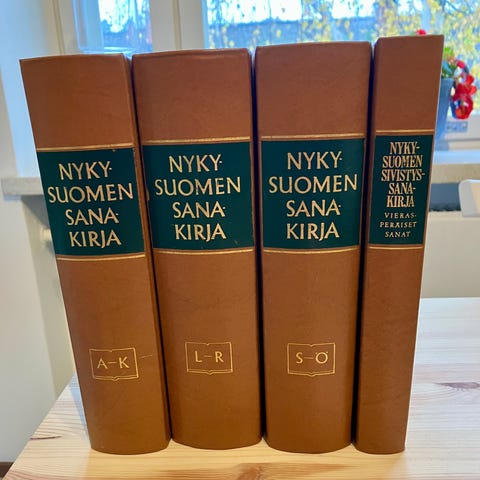 NYKY-
SUOMEN
SANA-
KIRJA
A–K
NYKY-
SUOMEN
SANA-
KIRJA
L–R
NYKY-
SUOMEN
SANA-
KIRJA
S–Ö
NYKY-
SUOMEN
SIVISTYS-
SANA-
KIRJA
VIERAS-
PERÄISET
SANAT